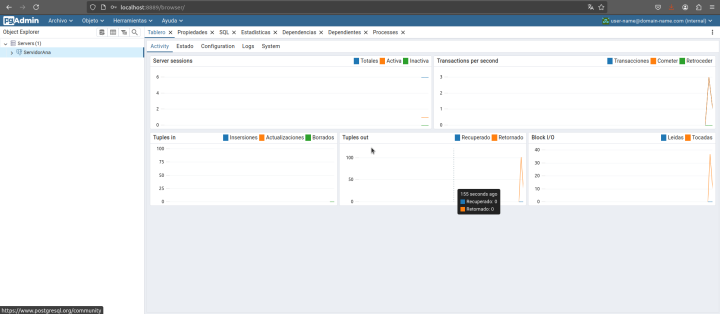 localhost:8889/browser/
pgAdmin Archivo Objeto Herramientas Ayuda user-name@domain-name.com (internal)
Object Explorer
Tablero Propiedades SQL Estadísticas Dependencias Dependientes Processes
Servers (1)
ServidorAna
Activity Estado Configuration Logs System
Server sessions Totales Activa Inactiva
6
4
2
0
Transactions per second Transacciones Cometer Retroceder
3
2
1
0
Tuples in Inserciones Actualizaciones Borrados
100
75
50
25
0
Tuples out Recuperado Retornado
100
50
0
155 seconds ago
Recuperado: 0
Retornado: 0
Block I/O Leídas Tocadas
40
30
20
10
0
https://www.postgresql.org/community